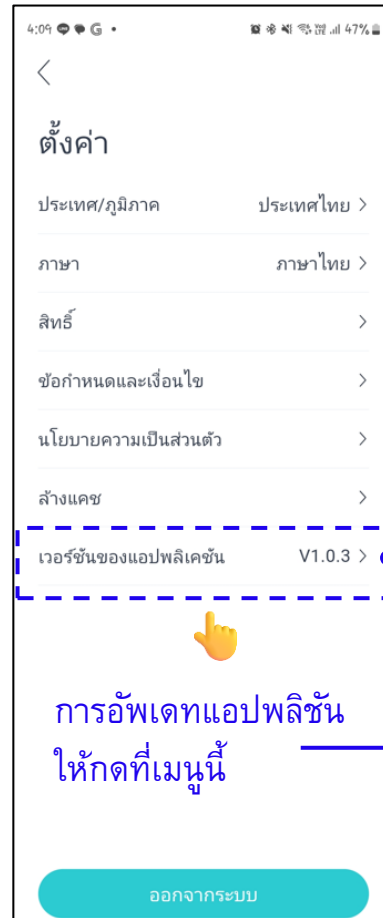 4:09 G • 47%
ตั้งค่า
ประเทศ/ภูมิภาค ประเทศไทย >
ภาษา ภาษาไทย >
สิทธิ์ >
ข้อกำหนดและเงื่อนไข >
นโยบายความเป็นส่วนตัว >
ล้างแคช >
เวอร์ชันของแอปพลิเคชัน V1.0.3 >
การอัพเดทแอปพลิชัน
ให้กดที่เมนูนี้
ออกจากระบบ